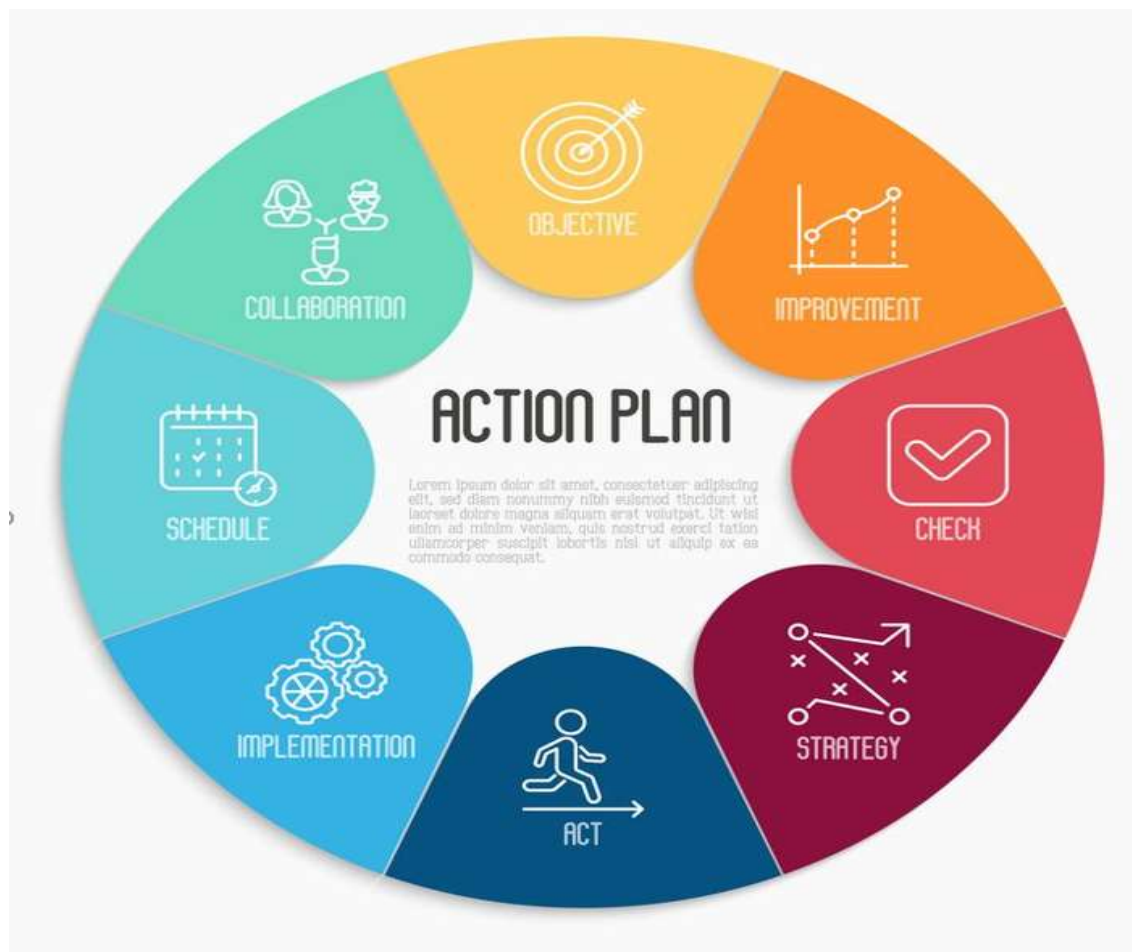 OBJECTIVE
IMPROVEMENT
COLLABORATION
ACTION PLAN
Lorem ipsum dolor sit amet, consectetuer adipiscing
elit, sed diam nonummy nibh euismod tincidunt ut
laoreet dolore magna aliquam erat volutpat. Ut wisi
enim ad minim veniam, quis nostrud exerci tation
ullamcorper suscipit lobortis nisl ut aliquip ex ea
commodo consequat.
SCHEDULE
CHECK
IMPLEMENTATION
STRATEGY
ACT